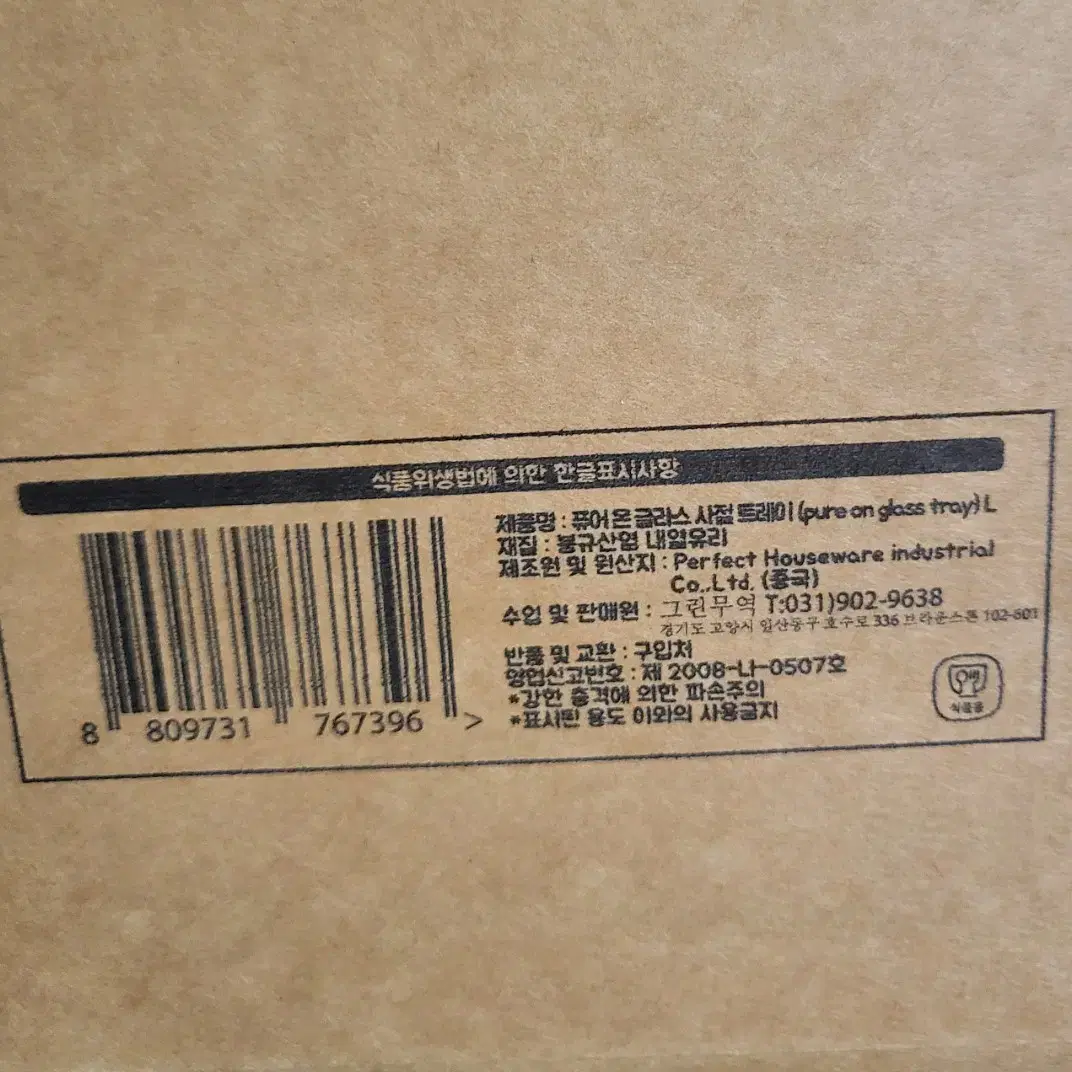 식품위생법에 의한 한글표시사항
제품명 : 퓨어온 글라스 사절 트레이 (pure on glass tray) L
재질 : 붕규산염 내열유리
제조원 및 원산지 : Perfect Houseware industrial
Co.,Ltd. (중국)
수입 및 판매원 : 그린무역 T:031)902-9638
경기도 고양시 일산동구 호수로 336 브라운스톤 102-601
반품 및 교환 : 구입처
영업신고번호 : 제 2008-나-0507호
*강한 충격에 의한 파손주의
*표시된 용도 이외의 사용금지
식품용
8 809731 767396 >